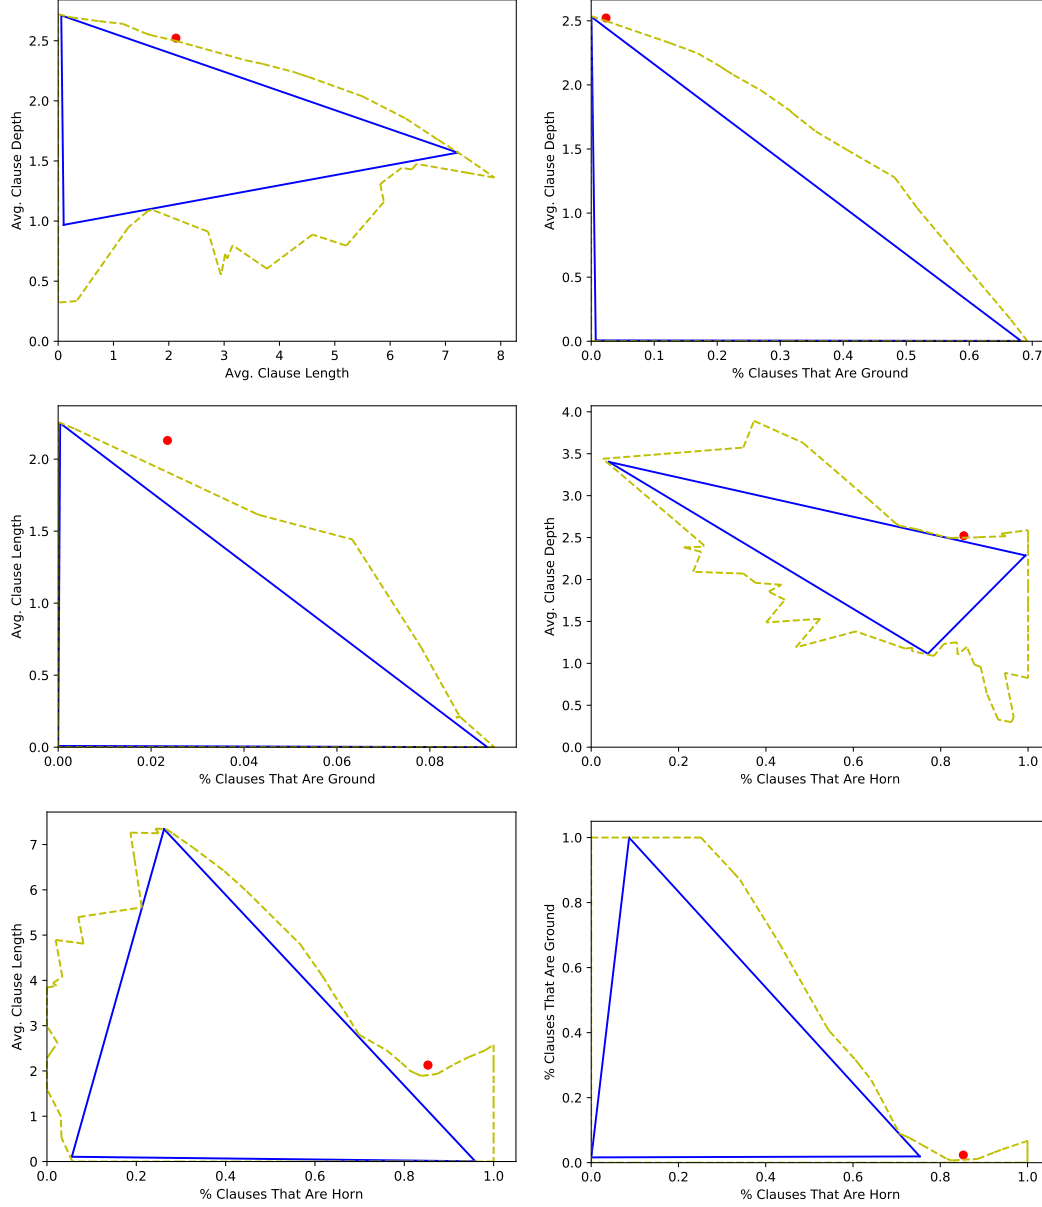 2.5
2.0
1.5
1.0
0.5
0.0
Avg. Clause Depth
0 1 2 3 4 5 6 7 8
Avg. Clause Length
2.5
2.0
1.5
1.0
0.5
0.0
Avg. Clause Depth
0.0 0.1 0.2 0.3 0.4 0.5 0.6 0.7
% Clauses That Are Ground
2.0
1.5
1.0
0.5
0.0
Avg. Clause Length
0.00 0.02 0.04 0.06 0.08
% Clauses That Are Ground
4.0
3.5
3.0
2.5
2.0
1.5
1.0
0.5
0.0
Avg. Clause Depth
0.0 0.2 0.4 0.6 0.8 1.0
% Clauses That Are Horn
7
6
5
4
3
2
1
0
Avg. Clause Length
0.0 0.2 0.4 0.6 0.8 1.0
% Clauses That Are Horn
1.0
0.8
0.6
0.4
0.2
0.0
% Clauses That Are Ground
0.0 0.2 0.4 0.6 0.8 1.0
% Clauses That Are Horn